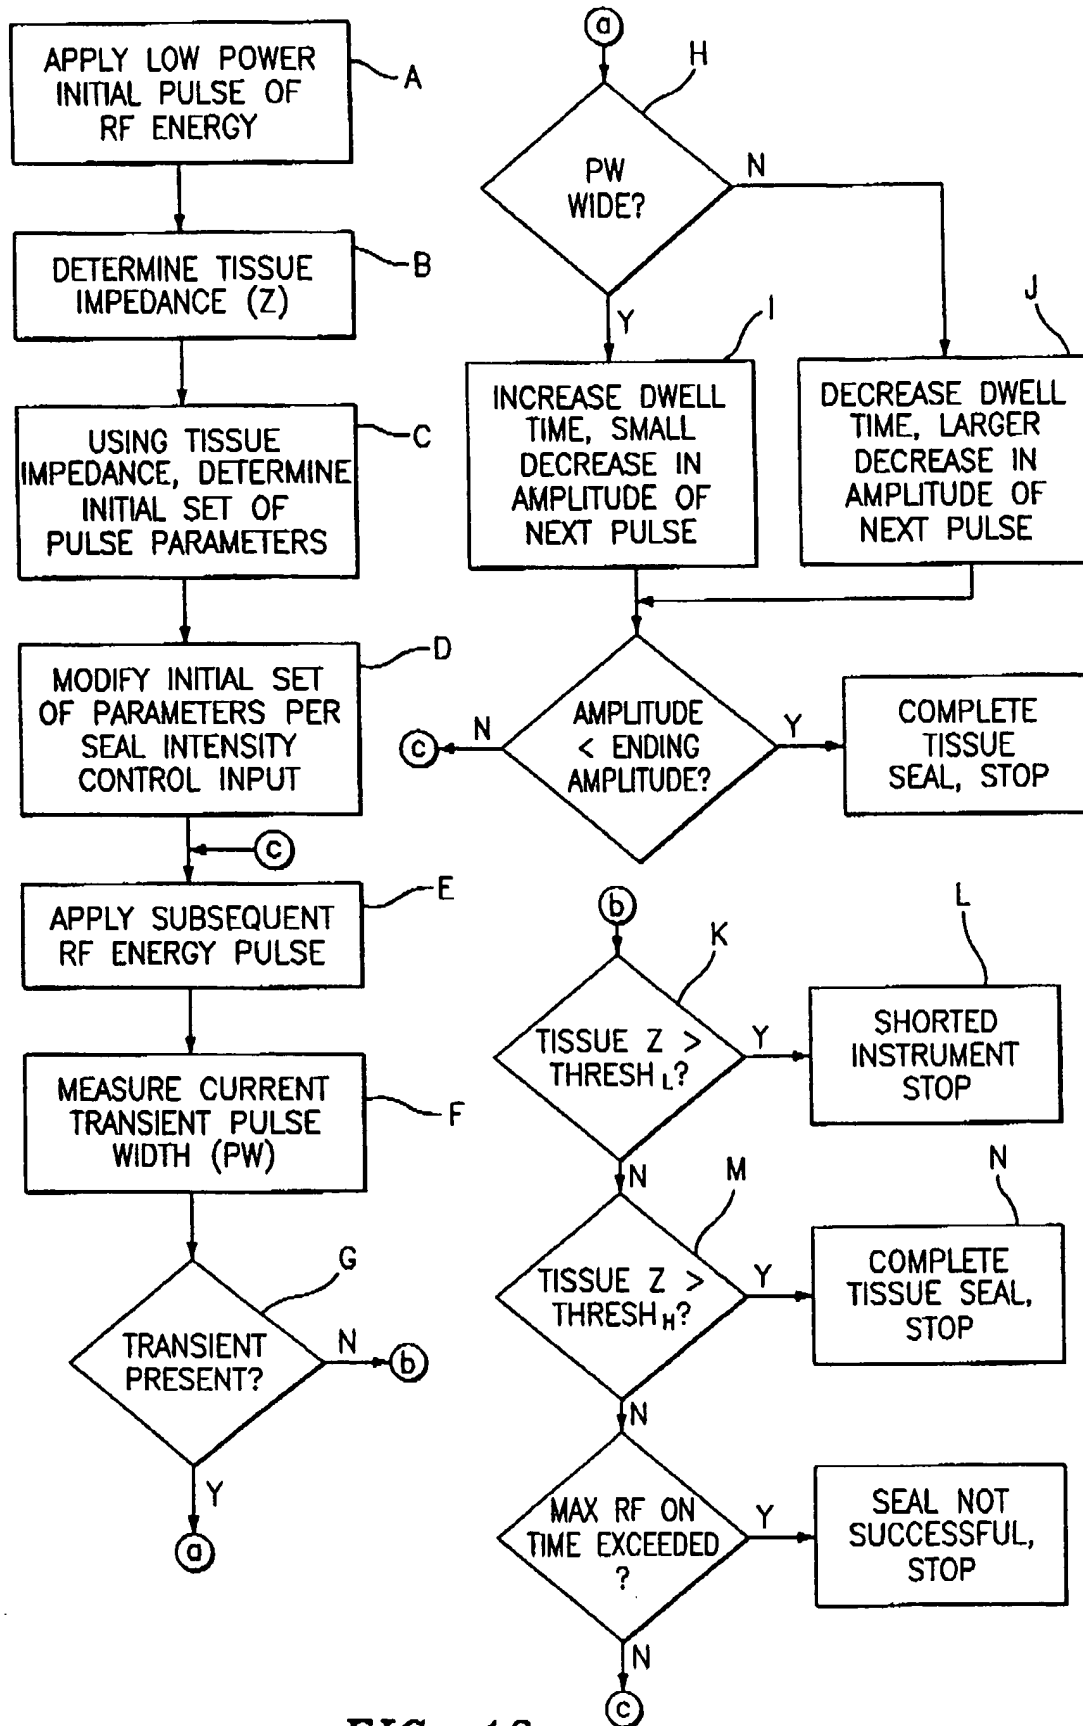 APPLY LOW POWER
INITIAL PULSE OF
RF ENERGY
A
DETERMINE TISSUE
IMPEDANCE (Z)
B
USING TISSUE
IMPEDANCE, DETERMINE
INITIAL SET OF
PULSE PARAMETERS
C
MODIFY INITIAL SET
OF PARAMETERS PER
SEAL INTENSITY
CONTROL INPUT
D
c
APPLY SUBSEQUENT
RF ENERGY PULSE
E
MEASURE CURRENT
TRANSIENT PULSE
WIDTH (PW)
F
G
TRANSIENT
PRESENT?
N
b
Y
a
a
H
PW
WIDE?
N
Y
I
INCREASE DWELL
TIME, SMALL
DECREASE IN
AMPLITUDE OF
NEXT PULSE
J
DECREASE DWELL
TIME, LARGER
DECREASE IN
AMPLITUDE OF
NEXT PULSE
AMPLITUDE
< ENDING
AMPLITUDE?
N
c
Y
COMPLETE
TISSUE
SEAL, STOP
b
K
TISSUE Z >
THRESH L?
Y
L
SHORTED
INSTRUMENT
STOP
N
M
TISSUE Z >
THRESH H?
Y
N
COMPLETE
TISSUE SEAL,
STOP
N
MAX RF ON
TIME EXCEEDED
?
Y
SEAL NOT
SUCCESSFUL,
STOP
N
c